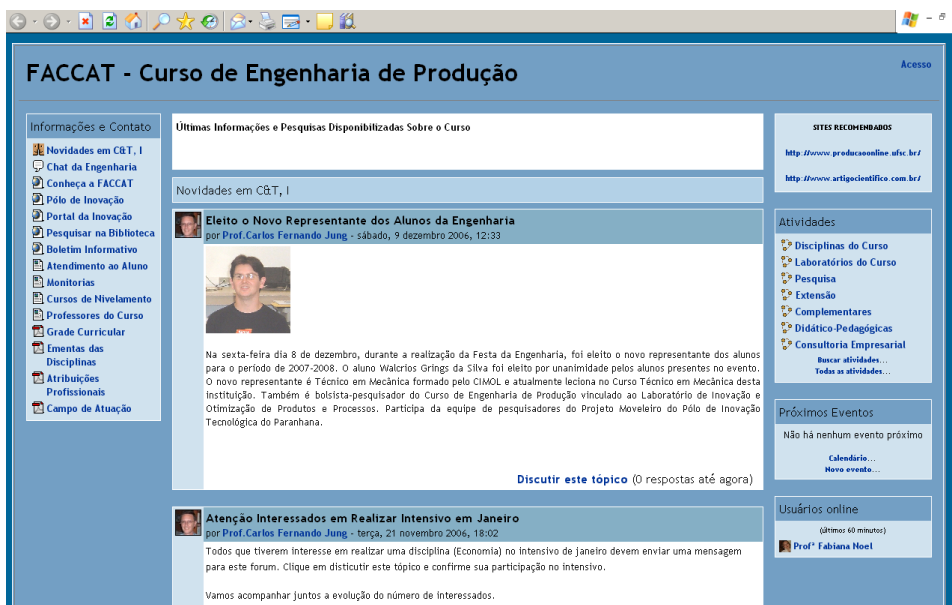 FACCAT - Curso de Engenharia de Produção
Acesso
Informações e Contato
Novidades em C&T, I
Chat da Engenharia
Conheça a FACCAT
Pólo de Inovação
Portal da Inovação
Pesquisar na Biblioteca
Boletim Informativo
Atendimento ao Aluno
Monitorias
Cursos de Nivelamento
Professores do Curso
Grade Curricular
Ementas das
Disciplinas
Atribuições
Profissionais
Campo de Atuação
Últimas Informações e Pesquisas Disponibilizadas Sobre o Curso
Novidades em C&T, I
Eleito o Novo Representante dos Alunos da Engenharia
por Prof.Carlos Fernando Jung - sábado, 9 dezembro 2006, 12:33
Na sexta-feira dia 8 de dezembro, durante a realização da Festa da Engenharia, foi eleito o novo representante dos alunos
para o período de 2007-2008. O aluno Walcrios Grings da Silva foi eleito por unanimidade pelos alunos presentes no evento.
O novo representante é Técnico em Mecânica formado pelo CIMOL e atualmente leciona no Curso Técnico em Mecânica desta
instituição. Também é bolsista-pesquisador do Curso de Engenharia de Produção vinculado ao Laboratório de Inovação e
Otimização de Produtos e Processos. Participa da equipe de pesquisadores do Projeto Moveleiro do Pólo de Inovação
Tecnológica do Paranhana.
Discutir este tópico (0 respostas até agora)
Atenção Interessados em Realizar Intensivo em Janeiro
por Prof.Carlos Fernando Jung - terça, 21 novembro 2006, 18:02
Todos que tiverem interesse em realizar uma disciplina (Economia) no intensivo de janeiro devem enviar uma mensagem
para este forum. Clique em disticutir este tópico e confirme sua participação no intensivo.
Vamos acompanhar juntos a evolução do número de interessados.
SITES RECOMENDADOS
http://www.producaoonline.ufsc.br/
http://www.artigocientifico.com.br/
Atividades
Disciplinas do Curso
Laboratórios do Curso
Pesquisa
Extensão
Complementares
Didático-Pedagógicas
Consultoria Empresarial
Buscar atividades...
Todas as atividades...
Próximos Eventos
Não há nenhum evento próximo
Calendário...
Novo evento...
Usuários online
(últimos 60 minutos)
Profª Fabiana Noel